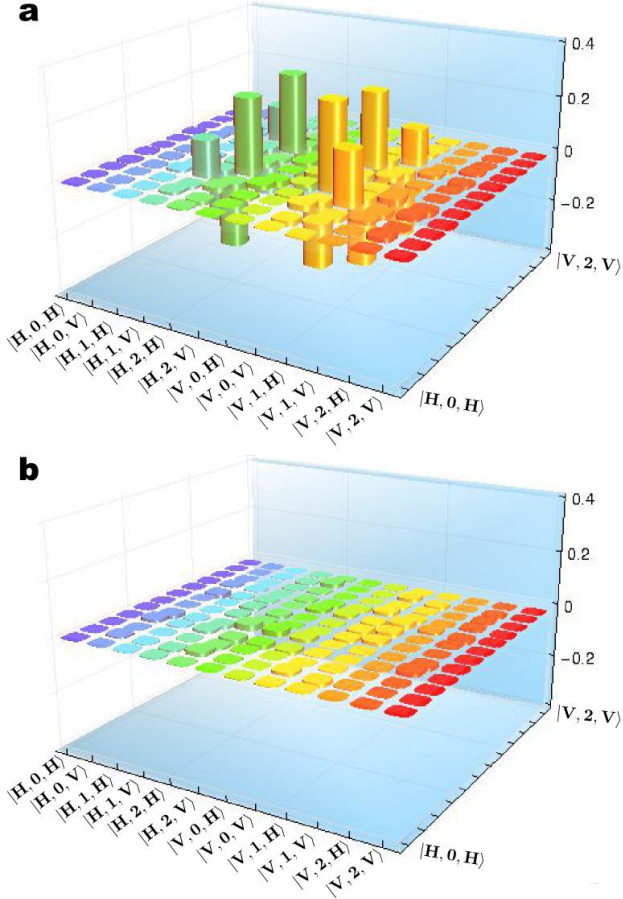 a
0.4
0.2
0
−0.2
|V, 2, V⟩
|H, 0, H⟩
|H, 0, H⟩
|H, 0, V⟩
|H, 1, H⟩
|H, 1, V⟩
|H, 2, H⟩
|H, 2, V⟩
|V, 0, H⟩
|V, 0, V⟩
|V, 1, H⟩
|V, 1, V⟩
|V, 2, H⟩
|V, 2, V⟩
b
0.4
0.2
0
−0.2
|V, 2, V⟩
|H, 0, H⟩
|H, 0, H⟩
|H, 0, V⟩
|H, 1, H⟩
|H, 1, V⟩
|H, 2, H⟩
|H, 2, V⟩
|V, 0, H⟩
|V, 0, V⟩
|V, 1, H⟩
|V, 1, V⟩
|V, 2, H⟩
|V, 2, V⟩